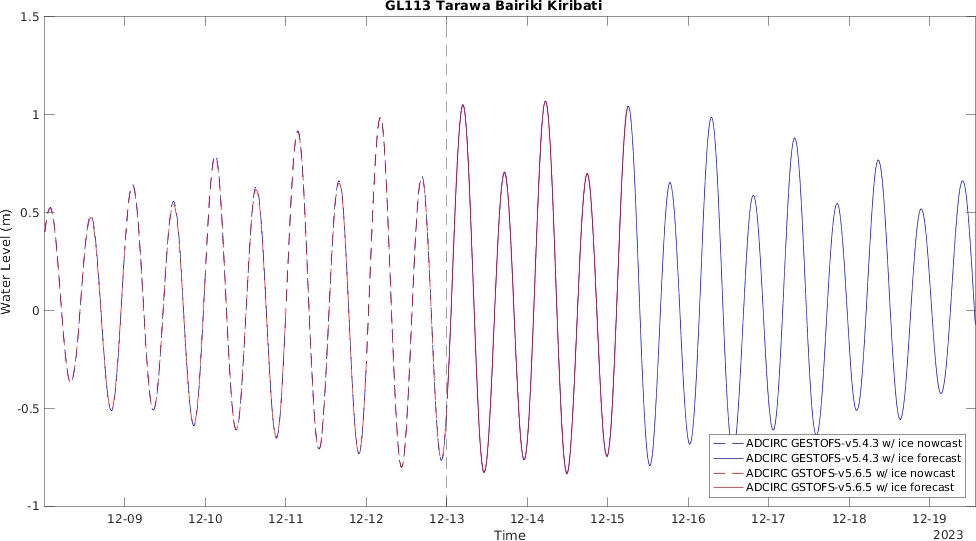 GL113 Tarawa Bairiki Kiribati
1.5
1
0.5
0
-0.5
-1
Water Level (m)
ADCIRC GESTOFS-v5.4.3 w/ ice nowcast
ADCIRC GESTOFS-v5.4.3 w/ ice forecast
ADCIRC GSTOFS-v5.6.5 w/ ice nowcast
ADCIRC GSTOFS-v5.6.5 w/ ice forecast
12-09 12-10 12-11 12-12 12-13 12-14 12-15 12-16 12-17 12-18 12-19
Time
2023